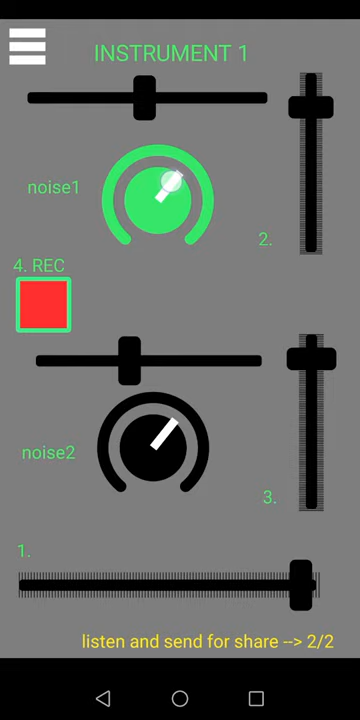 INSTRUMENT 1
noise1
2.
4. REC
noise2
3.
1.
listen and send for share --> 2/2